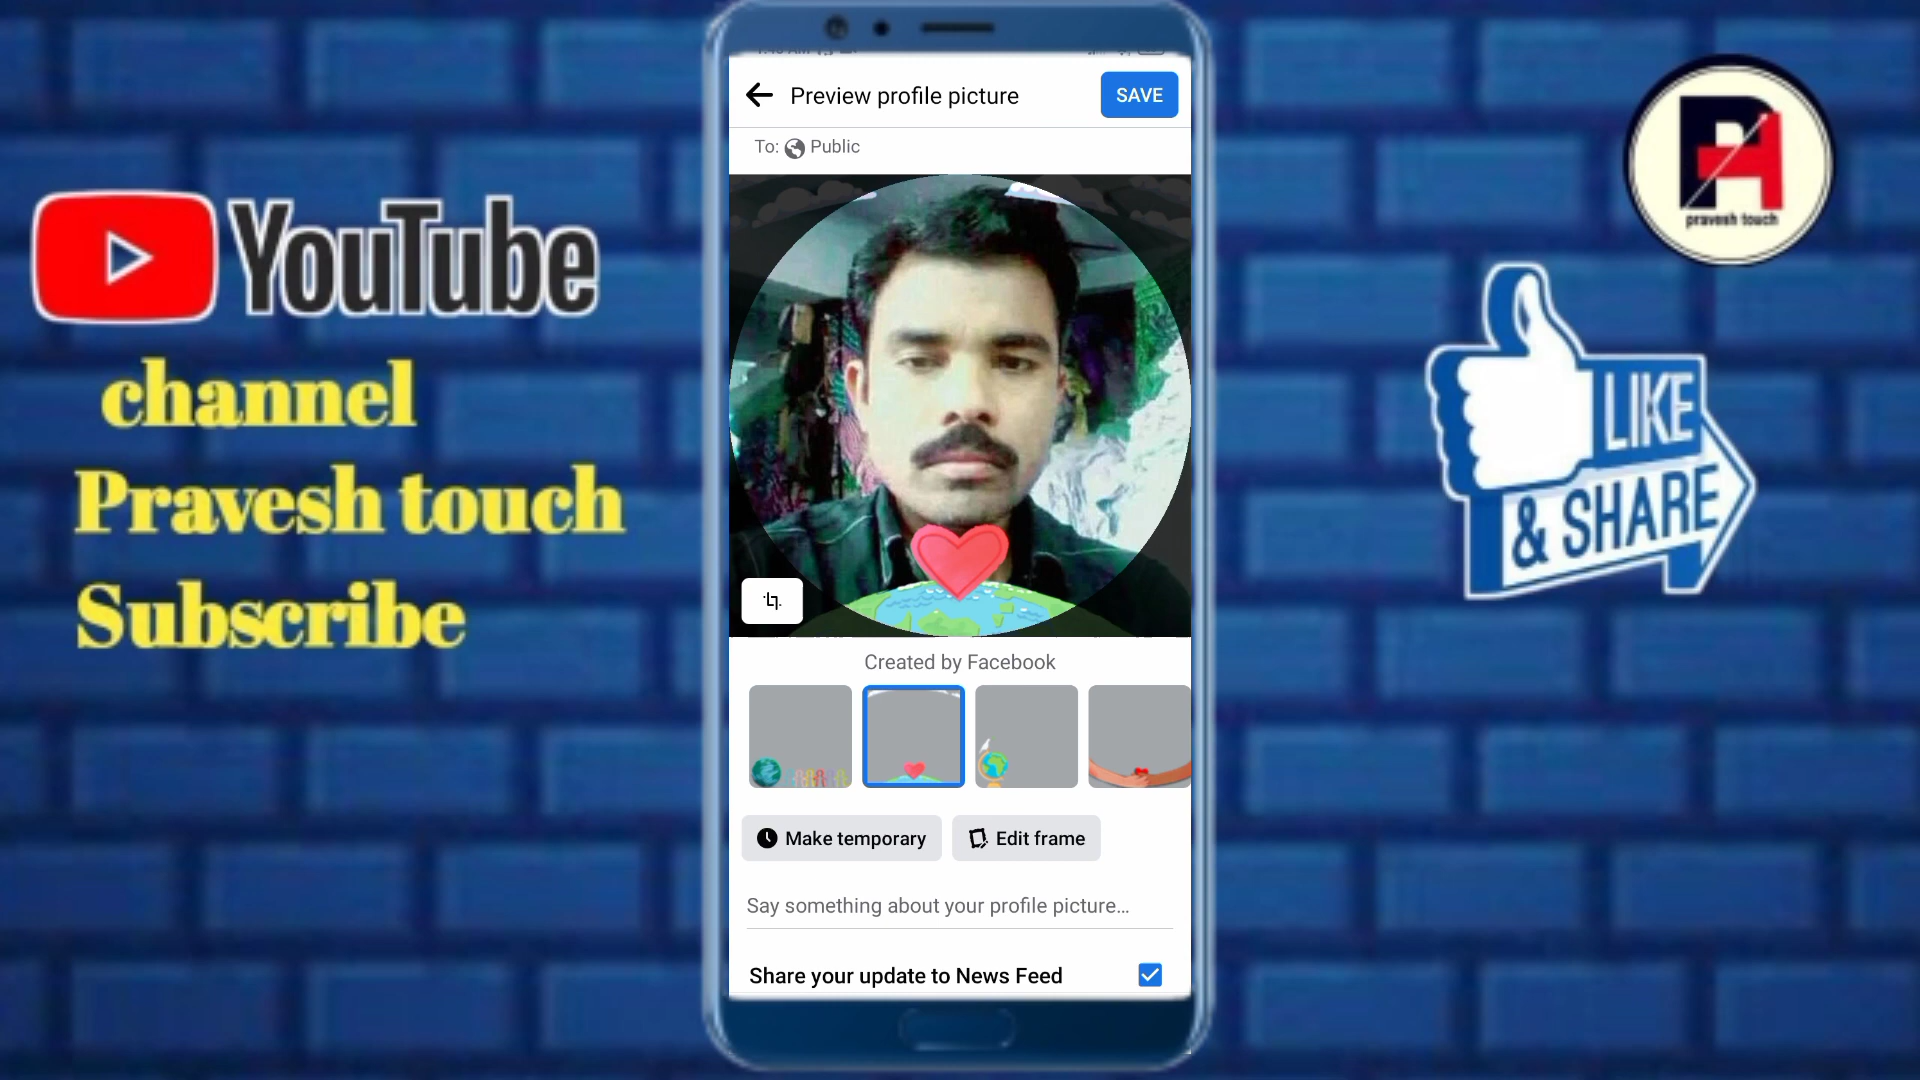 Preview profile picture
SAVE
To: Public
YouTube
channel
Pravesh touch
Subscribe
PA
pravesh touch
LIKE
& SHARE
Created by Facebook
Make temporary
Edit frame
Say something about your profile picture...
Share your update to News Feed